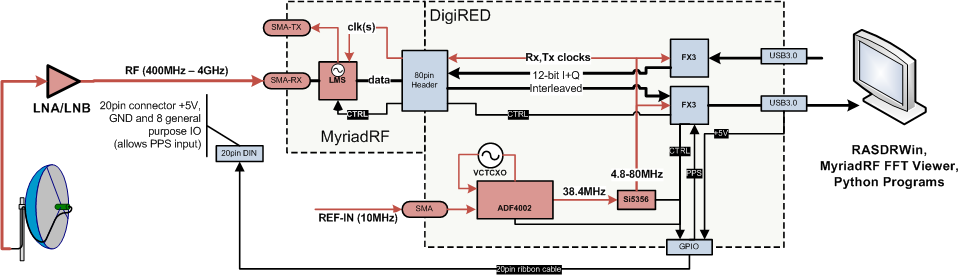 DigiRED
SMA-TX
clk(s)
RF (400MHz – 4GHz)
LNA/LNB
SMA-RX
LMS
data
80pin
Header
Rx,Tx clocks
12-bit I+Q
Interleaved
FX3
FX3
USB3.0
USB3.0
CTRL
CTRL
MyriadRF
20pin connector +5V,
GND and 8 general
purpose IO
(allows PPS input)
20pin DIN
+5V
CTRL
PPS
RASDRWin,
MyriadRF FFT Viewer,
Python Programs
VCTCXO
4.8-80MHz
38.4MHz
Si5356
ADF4002
REF-IN (10MHz)
SMA
GPIO
20pin ribbon cable